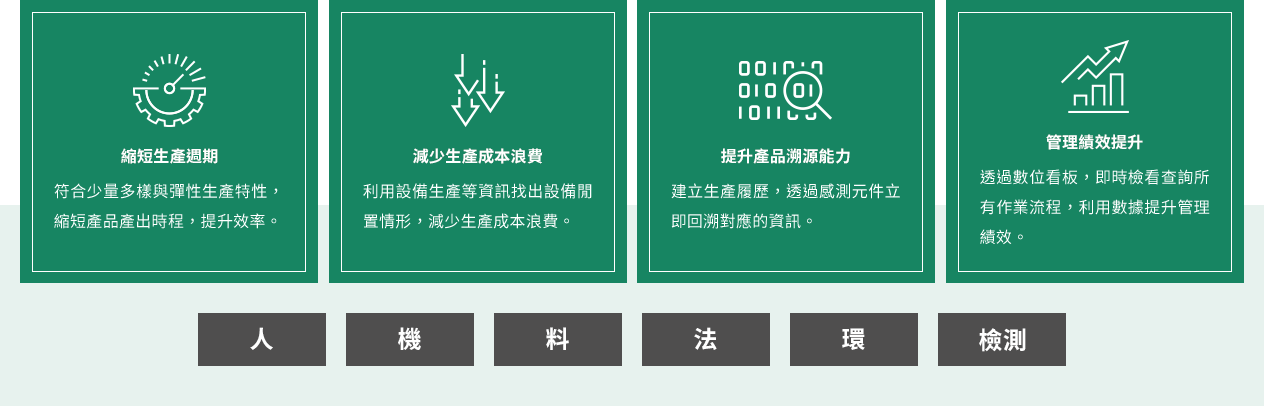 縮短生產週期
符合少量多樣與彈性生產特性，
縮短產品產出時程，提升效率。
減少生產成本浪費
利用設備生產等資訊找出設備閒
置情形，減少生產成本浪費。
提升產品溯源能力
建立生產履歷，透過感測元件立
即回溯對應的資訊。
管理績效提升
透過數位看板，即時檢看查詢所
有作業流程，利用數據提升管理
績效。
人
機
料
法
環
檢測